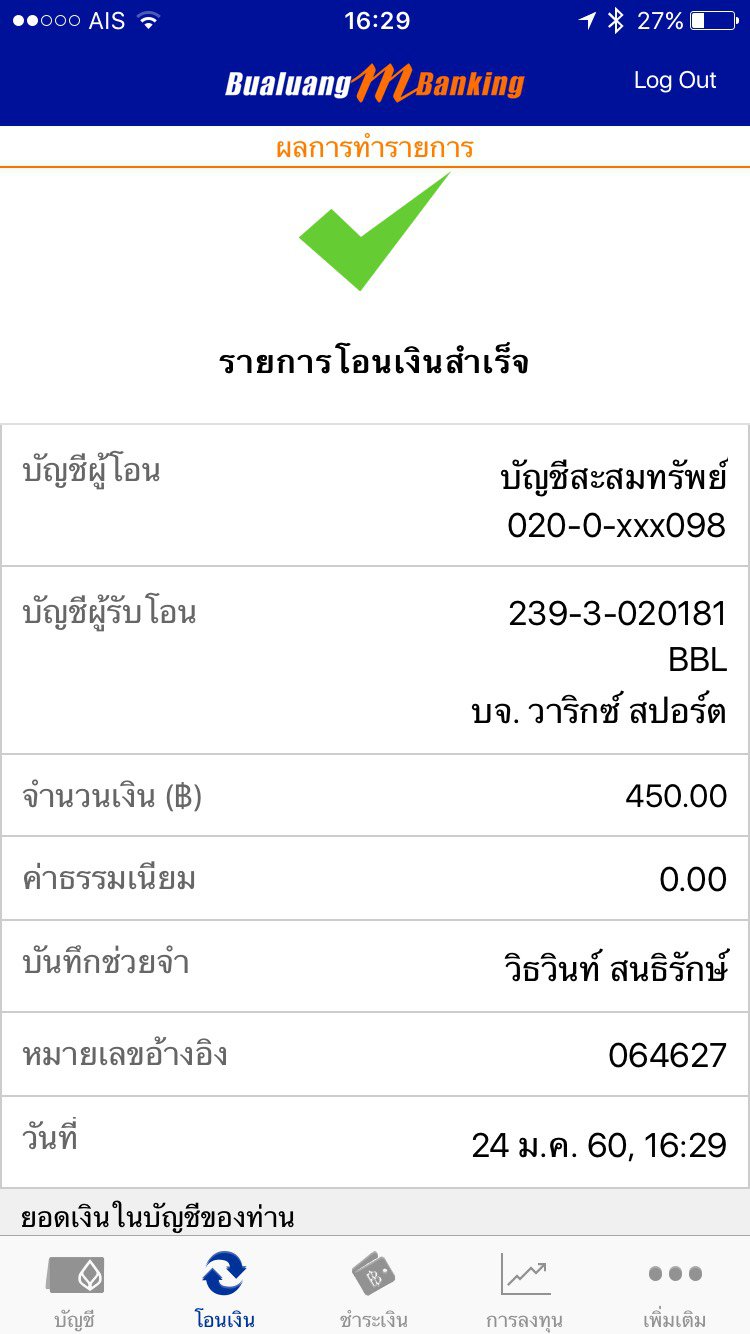 AIS 16:29 27%
Bualuang mBanking Log Out
ผลการทำรายการ
รายการโอนเงินสำเร็จ
บัญชีผู้โอน บัญชีสะสมทรัพย์
020-0-xxx098
บัญชีผู้รับโอน 239-3-020181
BBL
บจ. วาริกซ์ สปอร์ต
จำนวนเงิน (฿) 450.00
ค่าธรรมเนียม 0.00
บันทึกช่วยจำ วิธวินท์ สนธิรักษ์
หมายเลขอ้างอิง 064627
วันที่ 24 ม.ค. 60, 16:29
ยอดเงินในบัญชีของท่าน
บัญชี โอนเงิน ชำระเงิน การลงทุน เพิ่มเติม